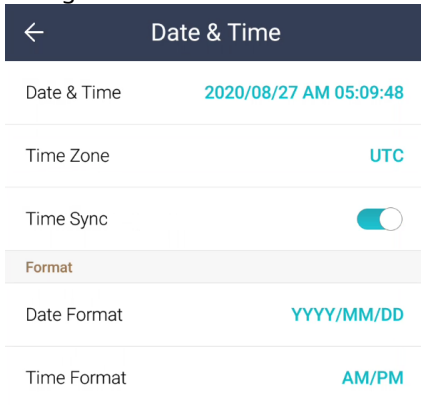 Date & Time
Date & Time 2020/08/27 AM 05:09:48
Time Zone UTC
Time Sync
Format
Date Format YYYY/MM/DD
Time Format AM/PM